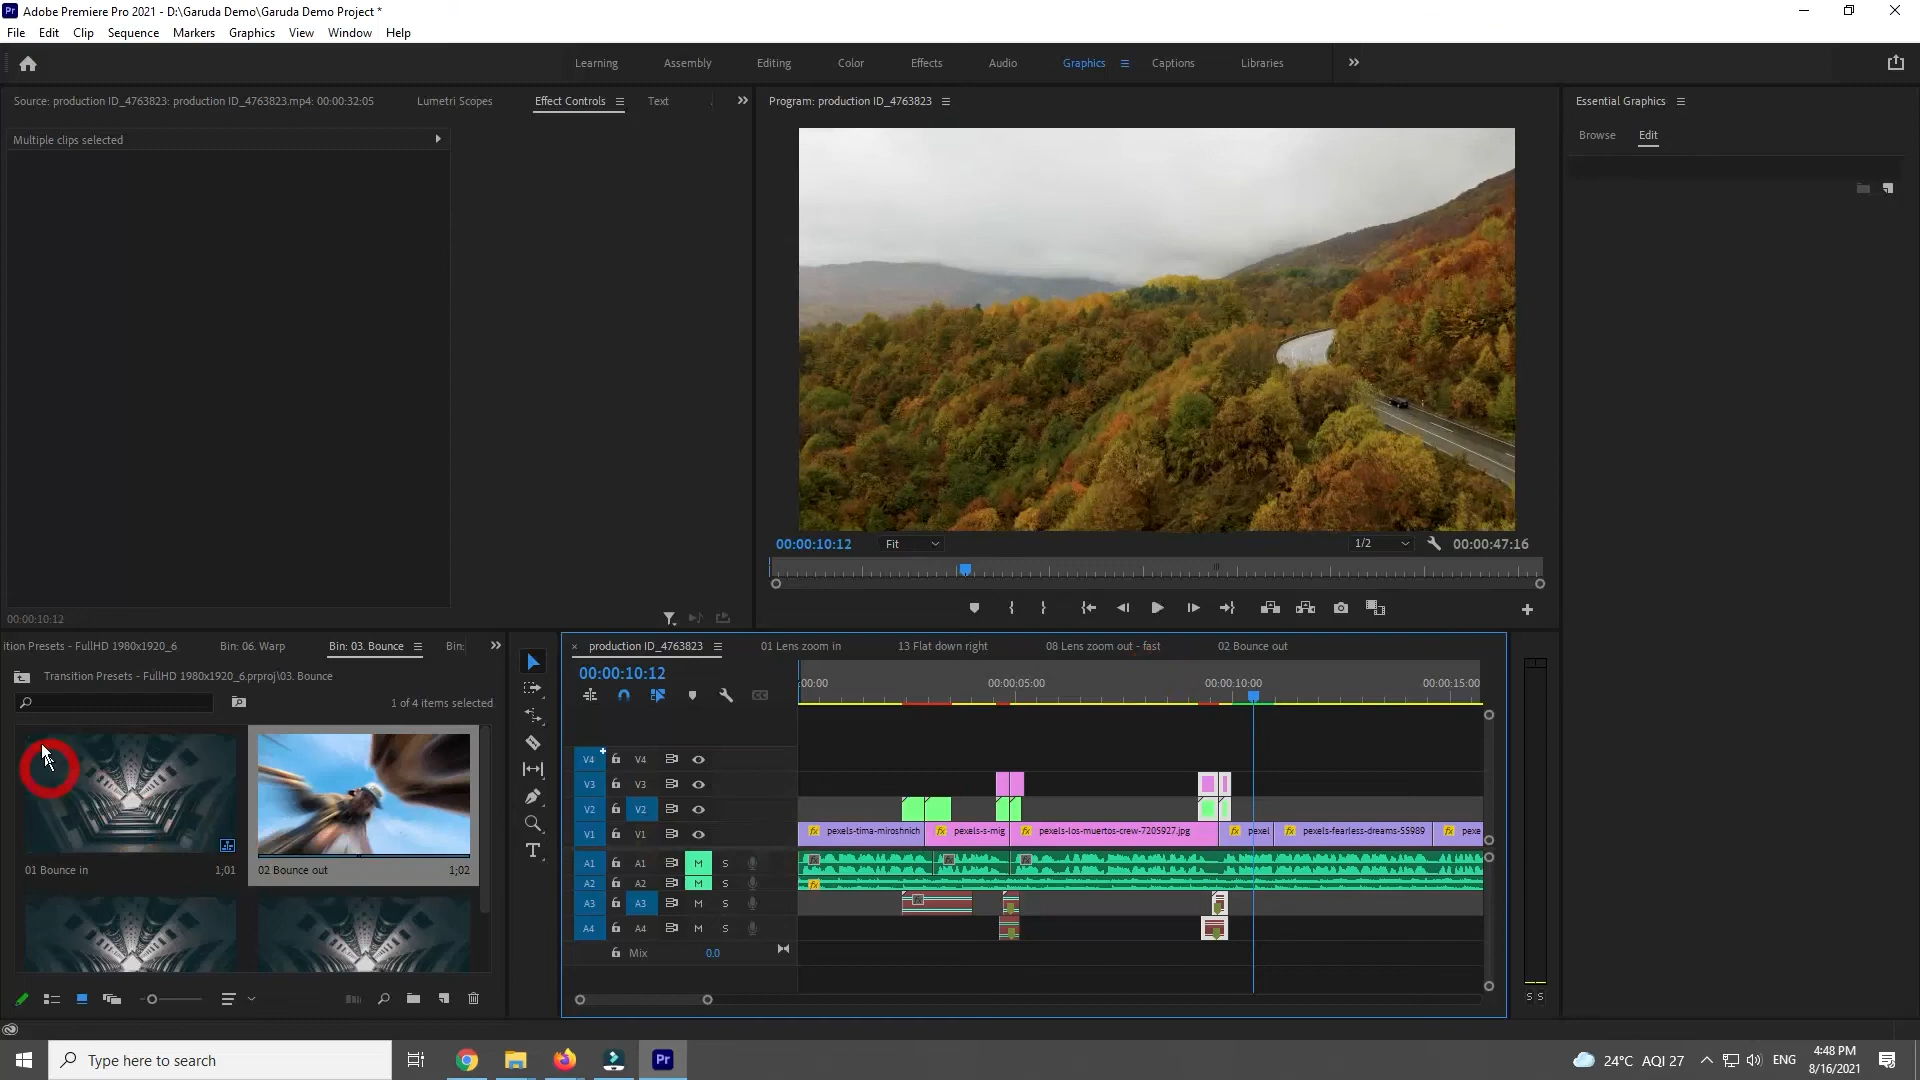 Pr Adobe Premiere Pro 2021 - D:\Garuda Demo\Garuda Demo Project *
File Edit Clip Sequence Markers Graphics View Window Help
Learning Assembly Editing Color Effects Audio Graphics Captions Libraries
Source: production ID_4763823: production ID_4763823.mp4: 00:00:32:05 Lumetri Scopes Effect Controls Text
Program: production ID_4763823
Essential Graphics
Browse Edit
Multiple clips selected
00:00:10:12 Fit 1/2 00:00:47:16
00:00:10:12
ition Presets - FullHD 1980x1920_6 Bin: 06. Warp Bin: 03. Bounce Bin:
Transition Presets - FullHD 1980x1920_6.prproj\03. Bounce
1 of 4 items selected
01 Bounce in 1;01
02 Bounce out 1;02
× production ID_4763823 01 Lens zoom in 13 Flat down right 08 Lens zoom out - fast 02 Bounce out
00:00:10:12
:00:00 00:00:05:00 00:00:10:00 00:00:15:00
V4 V4
V3 V3
V2 V2
V1 V1 fx pexels-tima-miroshnich fx pexels-s-mig fx pexels-los-muertos-crew-7205927.jpg fx pexel fx pexels-fearless-dreams-55989 fx pexe
A1 A1 M S
A2 A2 M S
A3 A3 M S
A4 A4 M S
Mix 0.0
S S
Type here to search
Pr
24°C AQI 27 ENG
4:48 PM
8/16/2021